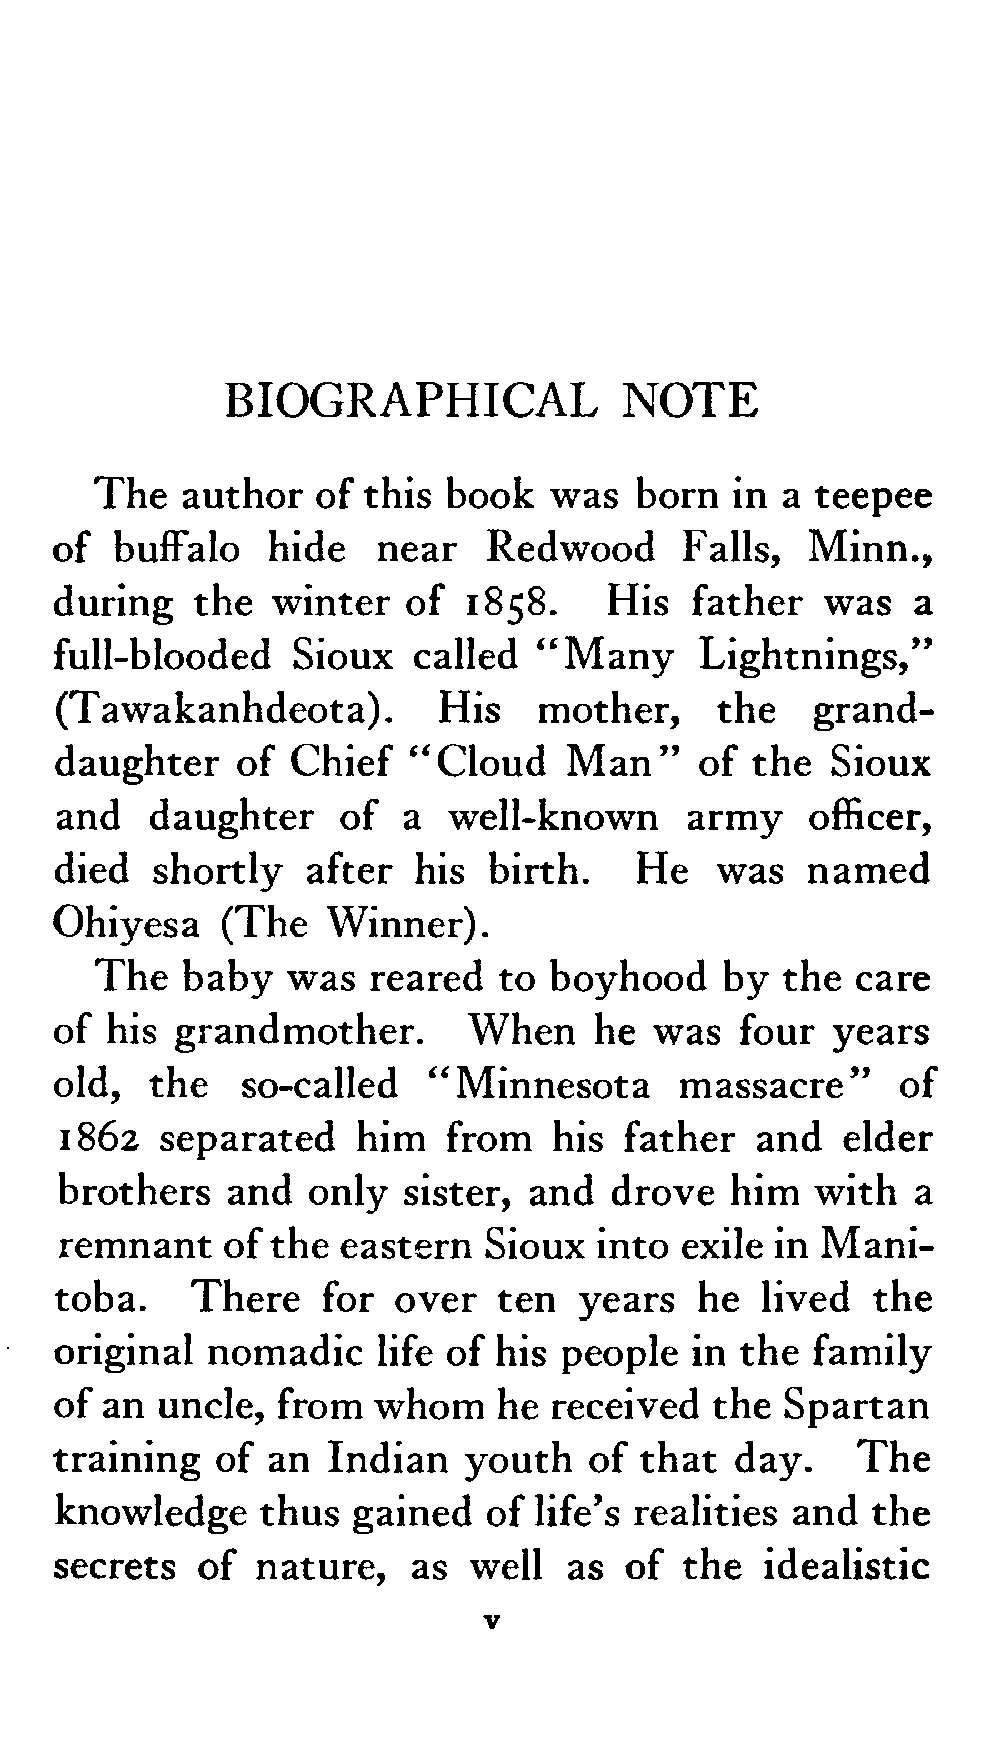 BIOGRAPHICAL NOTE
The author of this book was born in a teepee
of buffalo hide near Redwood Falls, Minn.,
during the winter of 1858. His father was a
full-blooded Sioux called “Many Lightnings,”
(Tawakanhdeota). His mother, the grand-
daughter of Chief “Cloud Man” of the Sioux
and daughter of a well-known army officer,
died shortly after his birth. He was named
Ohiyesa (The Winner).
The baby was reared to boyhood by the care
of his grandmother. When he was four years
old, the so-called “Minnesota massacre” of
1862 separated him from his father and elder
brothers and only sister, and drove him with a
remnant of the eastern Sioux into exile in Mani-
toba. There for over ten years he lived the
original nomadic life of his people in the family
of an uncle, from whom he received the Spartan
training of an Indian youth of that day. The
knowledge thus gained of life’s realities and the
secrets of nature, as well as of the idealistic
v